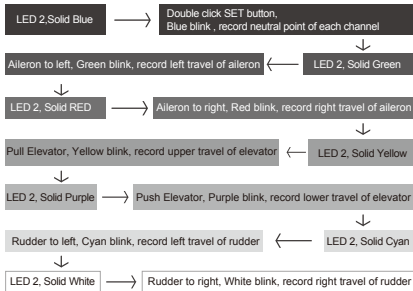 LED 2,Solid Blue
Double click SET button,
Blue blink , record neutral point of each channel
LED 2, Solid Green
Aileron to left, Green blink, record left travel of aileron
LED 2, Solid RED
Aileron to right, Red blink, record right travel of aileron
LED 2, Solid Yellow
Pull Elevator, Yellow blink, record upper travel of elevator
LED 2, Solid Purple
Push Elevator, Purple blink, record lower travel of elevator
LED 2, Solid Cyan
Rudder to left, Cyan blink, record left travel of rudder
LED 2, Solid White
Rudder to right, White blink, record right travel of rudder